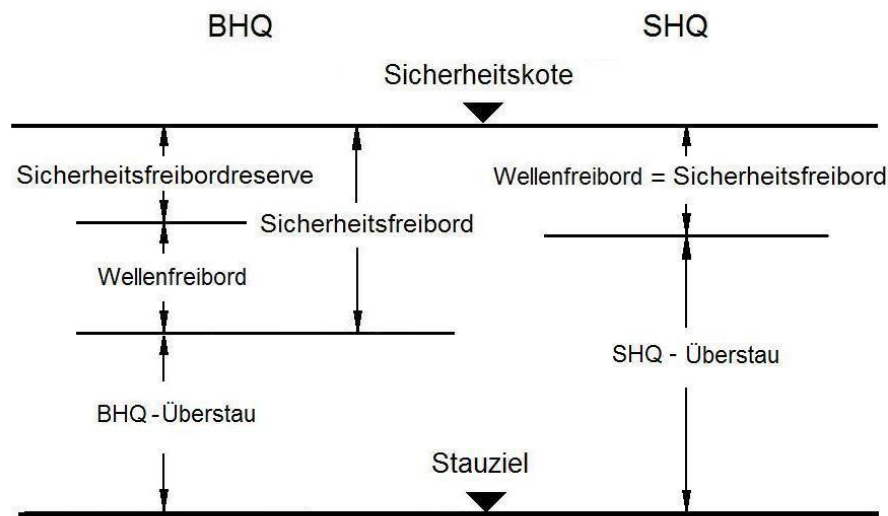 BHQ
SHQ
Sicherheitskote
Sicherheitsfreibordreserve
Wellenfreibord = Sicherheitsfreibord
Sicherheitsfreibord
Wellenfreibord
SHQ - Überstau
BHQ - Überstau
Stauziel